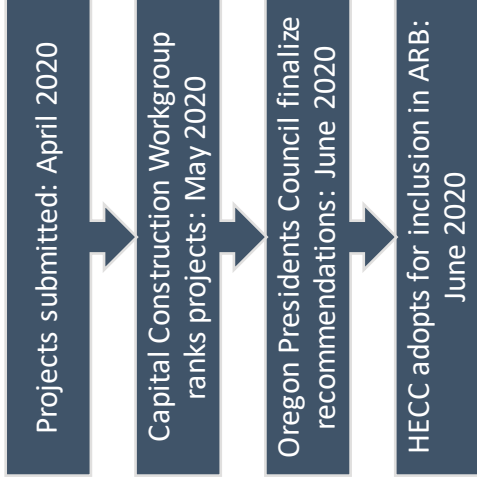 Projects submitted: April 2020
Capital Construction Workgroup
ranks projects: May 2020
Oregon Presidents Council finalize
recommendations: June 2020
HECC adopts for inclusion in ARB:
June 2020